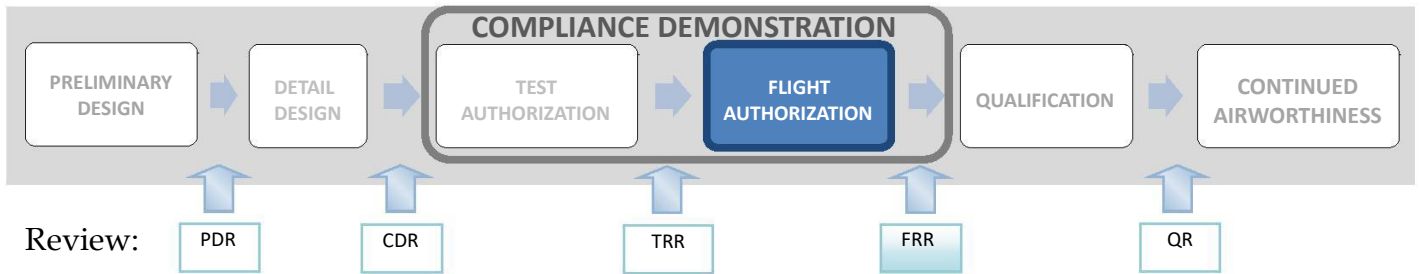 COMPLIANCE DEMONSTRATION
PRELIMINARY
DESIGN
DETAIL
DESIGN
TEST
AUTHORIZATION
FLIGHT
AUTHORIZATION
QUALIFICATION
CONTINUED
AIRWORTHINESS
Review:
PDR
CDR
TRR
FRR
QR